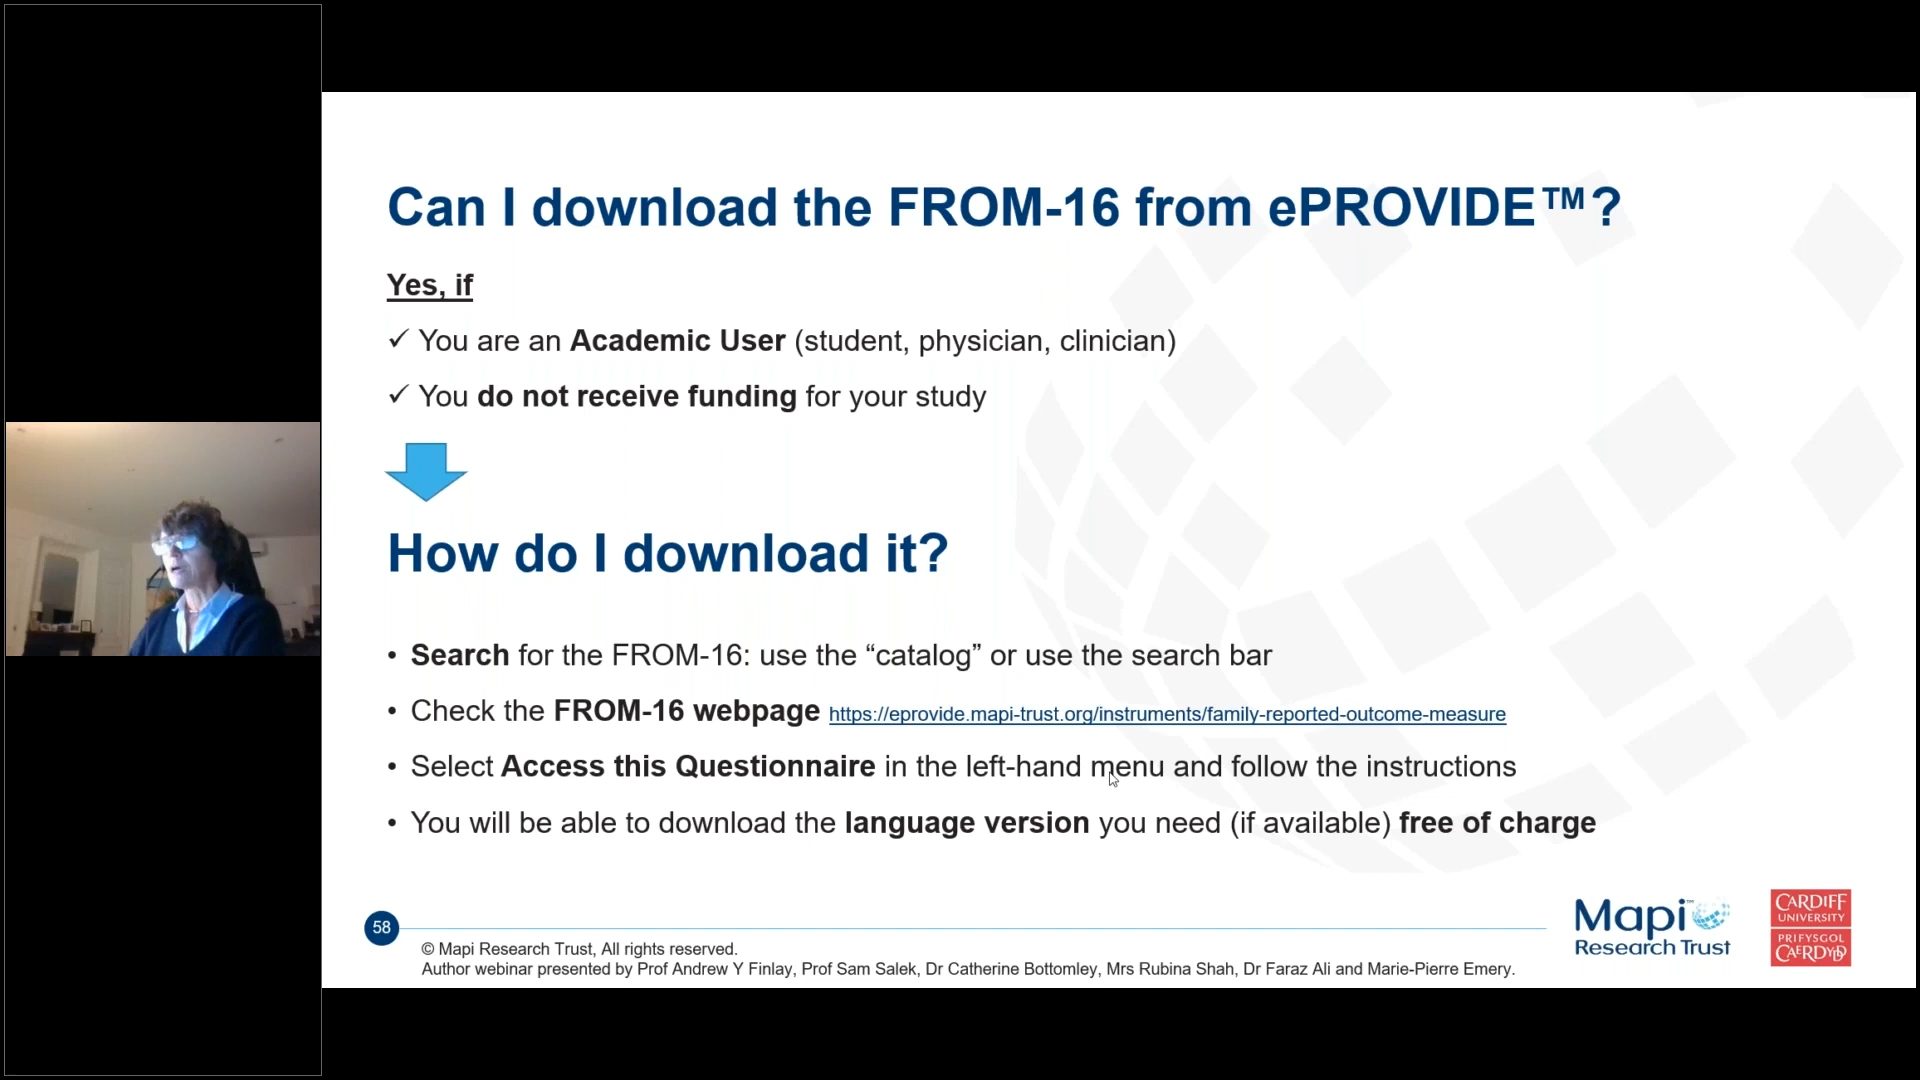 Can I download the FROM-16 from ePROVIDE™?
Yes, if
✓ You are an Academic User (student, physician, clinician)
✓ You do not receive funding for your study
How do I download it?
• Search for the FROM-16: use the “catalog” or use the search bar
• Check the FROM-16 webpage https://eprovide.mapi-trust.org/instruments/family-reported-outcome-measure
• Select Access this Questionnaire in the left-hand menu and follow the instructions
• You will be able to download the language version you need (if available) free of charge
58
© Mapi Research Trust, All rights reserved.
Author webinar presented by Prof Andrew Y Finlay, Prof Sam Salek, Dr Catherine Bottomley, Mrs Rubina Shah, Dr Faraz Ali and Marie-Pierre Emery.
Mapi™
Research Trust
CARDIFF
UNIVERSITY
PRIFYSGOL
CAERDYDD